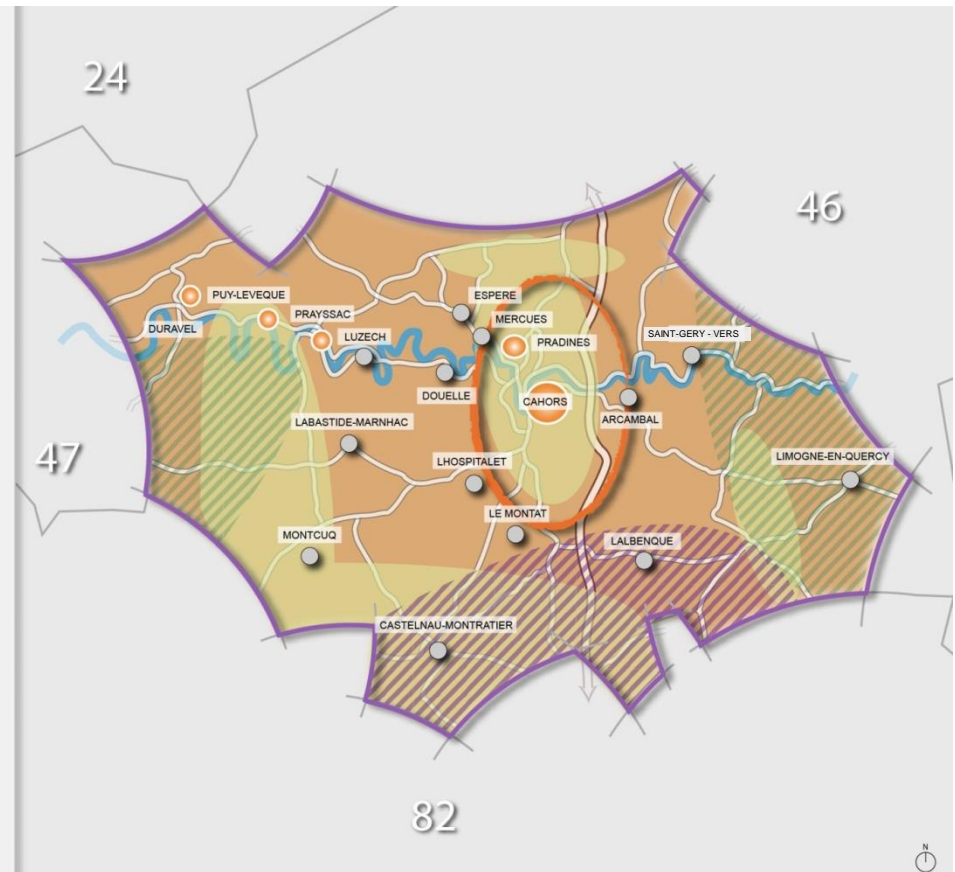 24
46
PUY-LEVEQUE
ESPERE
PRAYSSAC
MERCUES
DURAVEL
LUZECH
PRADINES
SAINT-GERY - VERS
DOUELLE
CAHORS
ARCAMBAL
LABASTIDE-MARNHAC
47
LHOSPITALET
LIMOGNE-EN-QUERCY
LE MONTAT
MONTCUQ
LALBENQUE
CASTELNAU-MONTRATIER
82
N